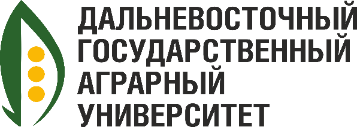 ДАЛЬНЕВОСТОЧНЫЙ
ГОСУДАРСТВЕННЫЙ
АГРАРНЫЙ
УНИВЕРСИТЕТ